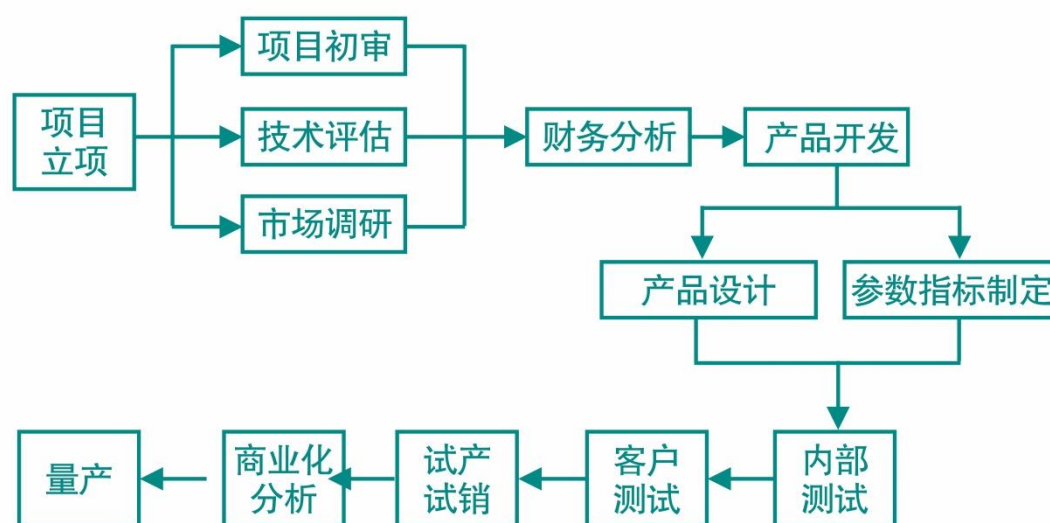 项目
立项
项目初审
技术评估
市场调研
财务分析
产品开发
产品设计
参数指标制定
内部
测试
客户
测试
试产
试销
商业化
分析
量产